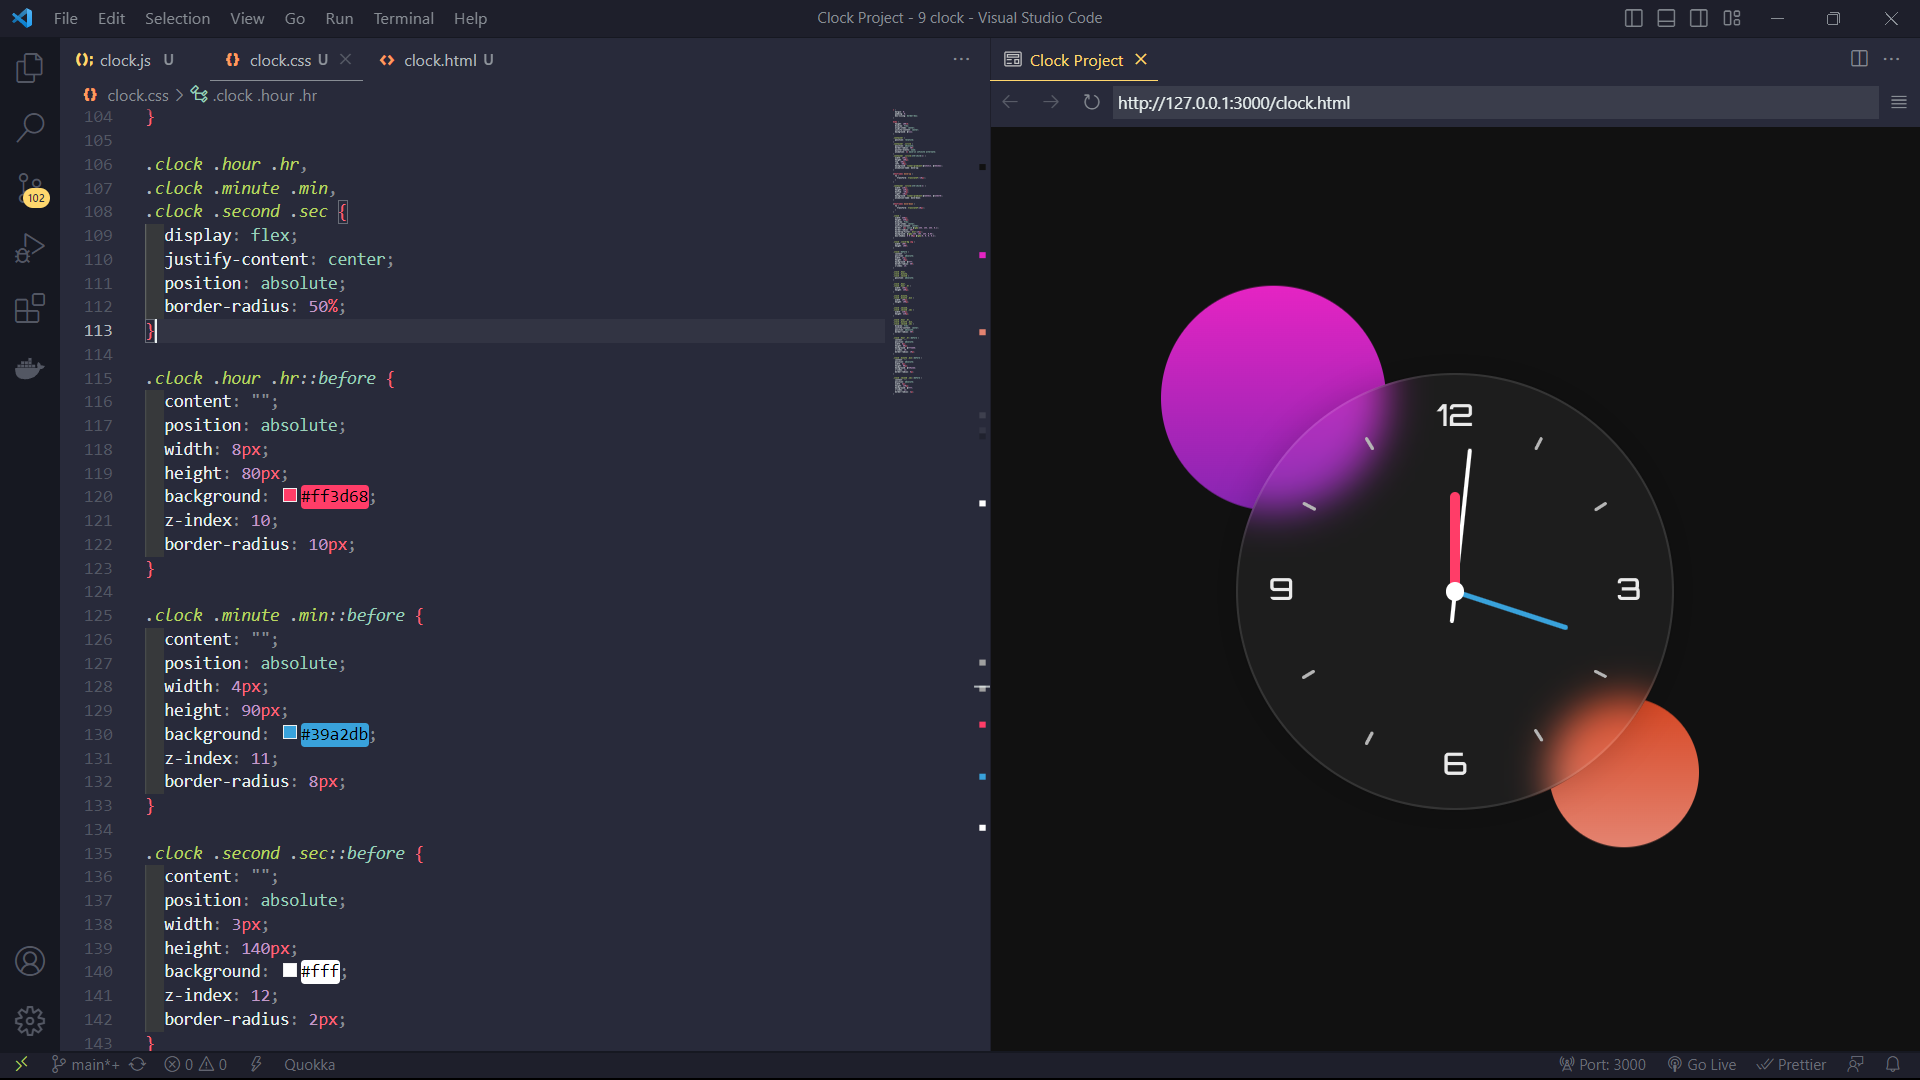 File Edit Selection View Go Run Terminal Help
Clock Project - 9 clock - Visual Studio Code
clock.js U
clock.css U
clock.html U
clock.css > .clock .hour .hr
104 }
105
106 .clock .hour .hr,
107 .clock .minute .min,
108 .clock .second .sec {
109 display: flex;
110 justify-content: center;
111 position: absolute;
112 border-radius: 50%;
113 }
114
115 .clock .hour .hr::before {
116 content: "";
117 position: absolute;
118 width: 8px;
119 height: 80px;
120 background: #ff3d68;
121 z-index: 10;
122 border-radius: 10px;
123 }
124
125 .clock .minute .min::before {
126 content: "";
127 position: absolute;
128 width: 4px;
129 height: 90px;
130 background: #39a2db;
131 z-index: 11;
132 border-radius: 8px;
133 }
134
135 .clock .second .sec::before {
136 content: "";
137 position: absolute;
138 width: 3px;
139 height: 140px;
140 background: #fff;
141 z-index: 12;
142 border-radius: 2px;
143 }
102
Clock Project
http://127.0.0.1:3000/clock.html
12
9
3
6
main*+ 0 0 Quokka
Port: 3000 Go Live Prettier